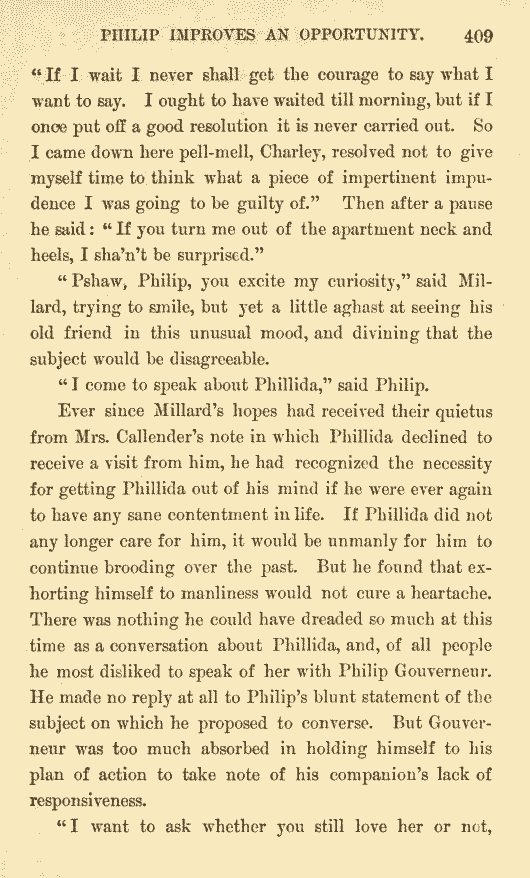 PHILIP IMPROVES AN OPPORTUNITY. 409
“If I wait I never shall get the courage to say what I
want to say. I ought to have waited till morning, but if I
once put off a good resolution it is never carried out. So
I came down here pell-mell, Charley, resolved not to give
myself time to think what a piece of impertinent impu-
dence I was going to be guilty of.” Then after a pause
he said: “If you turn me out of the apartment neck and
heels, I sha’n’t be surprised.”
“Pshaw, Philip, you excite my curiosity,” said Mil-
lard, trying to smile, but yet a little aghast at seeing his
old friend in this unusual mood, and divining that the
subject would be disagreeable.
“I come to speak about Phillida,” said Philip.
Ever since Millard’s hopes had received their quietus
from Mrs. Callender’s note in which Phillida declined to
receive a visit from him, he had recognized the necessity
for getting Phillida out of his mind if he were ever again
to have any sane contentment in life. If Phillida did not
any longer care for him, it would be unmanly for him to
continue brooding over the past. But he found that ex-
horting himself to manliness would not cure a heartache.
There was nothing he could have dreaded so much at this
time as a conversation about Phillida, and, of all people
he most disliked to speak of her with Philip Gouverneur.
He made no reply at all to Philip’s blunt statement of the
subject on which he proposed to converse. But Gouver-
neur was too much absorbed in holding himself to his
plan of action to take note of his companion’s lack of
responsiveness.
“I want to ask whether you still love her or not,